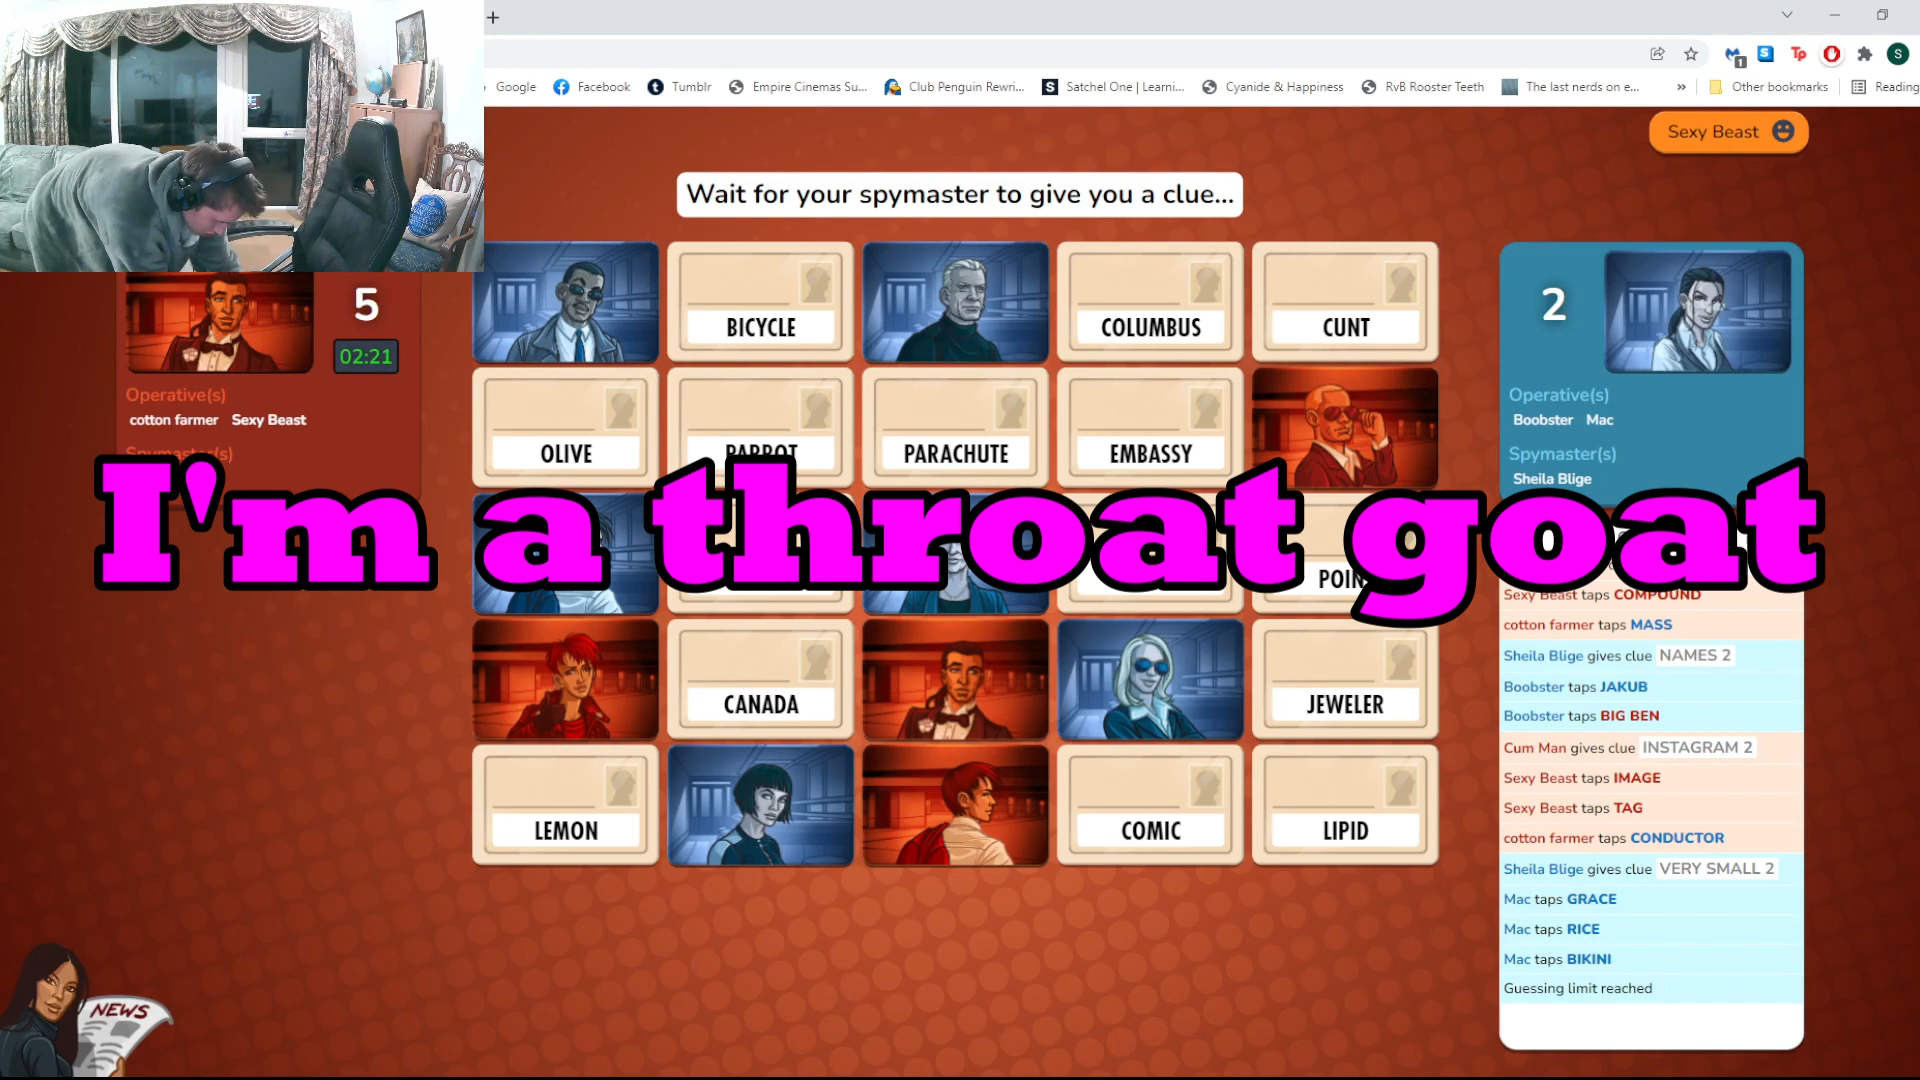 Google Facebook Tumblr Empire Cinemas Su... Club Penguin Rewri... Satchel One | Learni... Cyanide & Happiness RvB Rooster Teeth The last nerds on e... » Other bookmarks Reading
Sexy Beast
Wait for your spymaster to give you a clue...
5
02:21
Operative(s)
cotton farmer Sexy Beast
Spymaster(s)
BICYCLE COLUMBUS CUNT
OLIVE PARROT PARACHUTE EMBASSY
I'm a throat goat
CANADA JEWELER
LEMON COMIC LIPID
2
Operative(s)
Boobster Mac
Spymaster(s)
Sheila Blige
Sexy Beast taps COMPOUND
cotton farmer taps MASS
Sheila Blige gives clue NAMES 2
Boobster taps JAKUB
Boobster taps BIG BEN
Cum Man gives clue INSTAGRAM 2
Sexy Beast taps IMAGE
Sexy Beast taps TAG
cotton farmer taps CONDUCTOR
Sheila Blige gives clue VERY SMALL 2
Mac taps GRACE
Mac taps RICE
Mac taps BIKINI
Guessing limit reached
NEWS